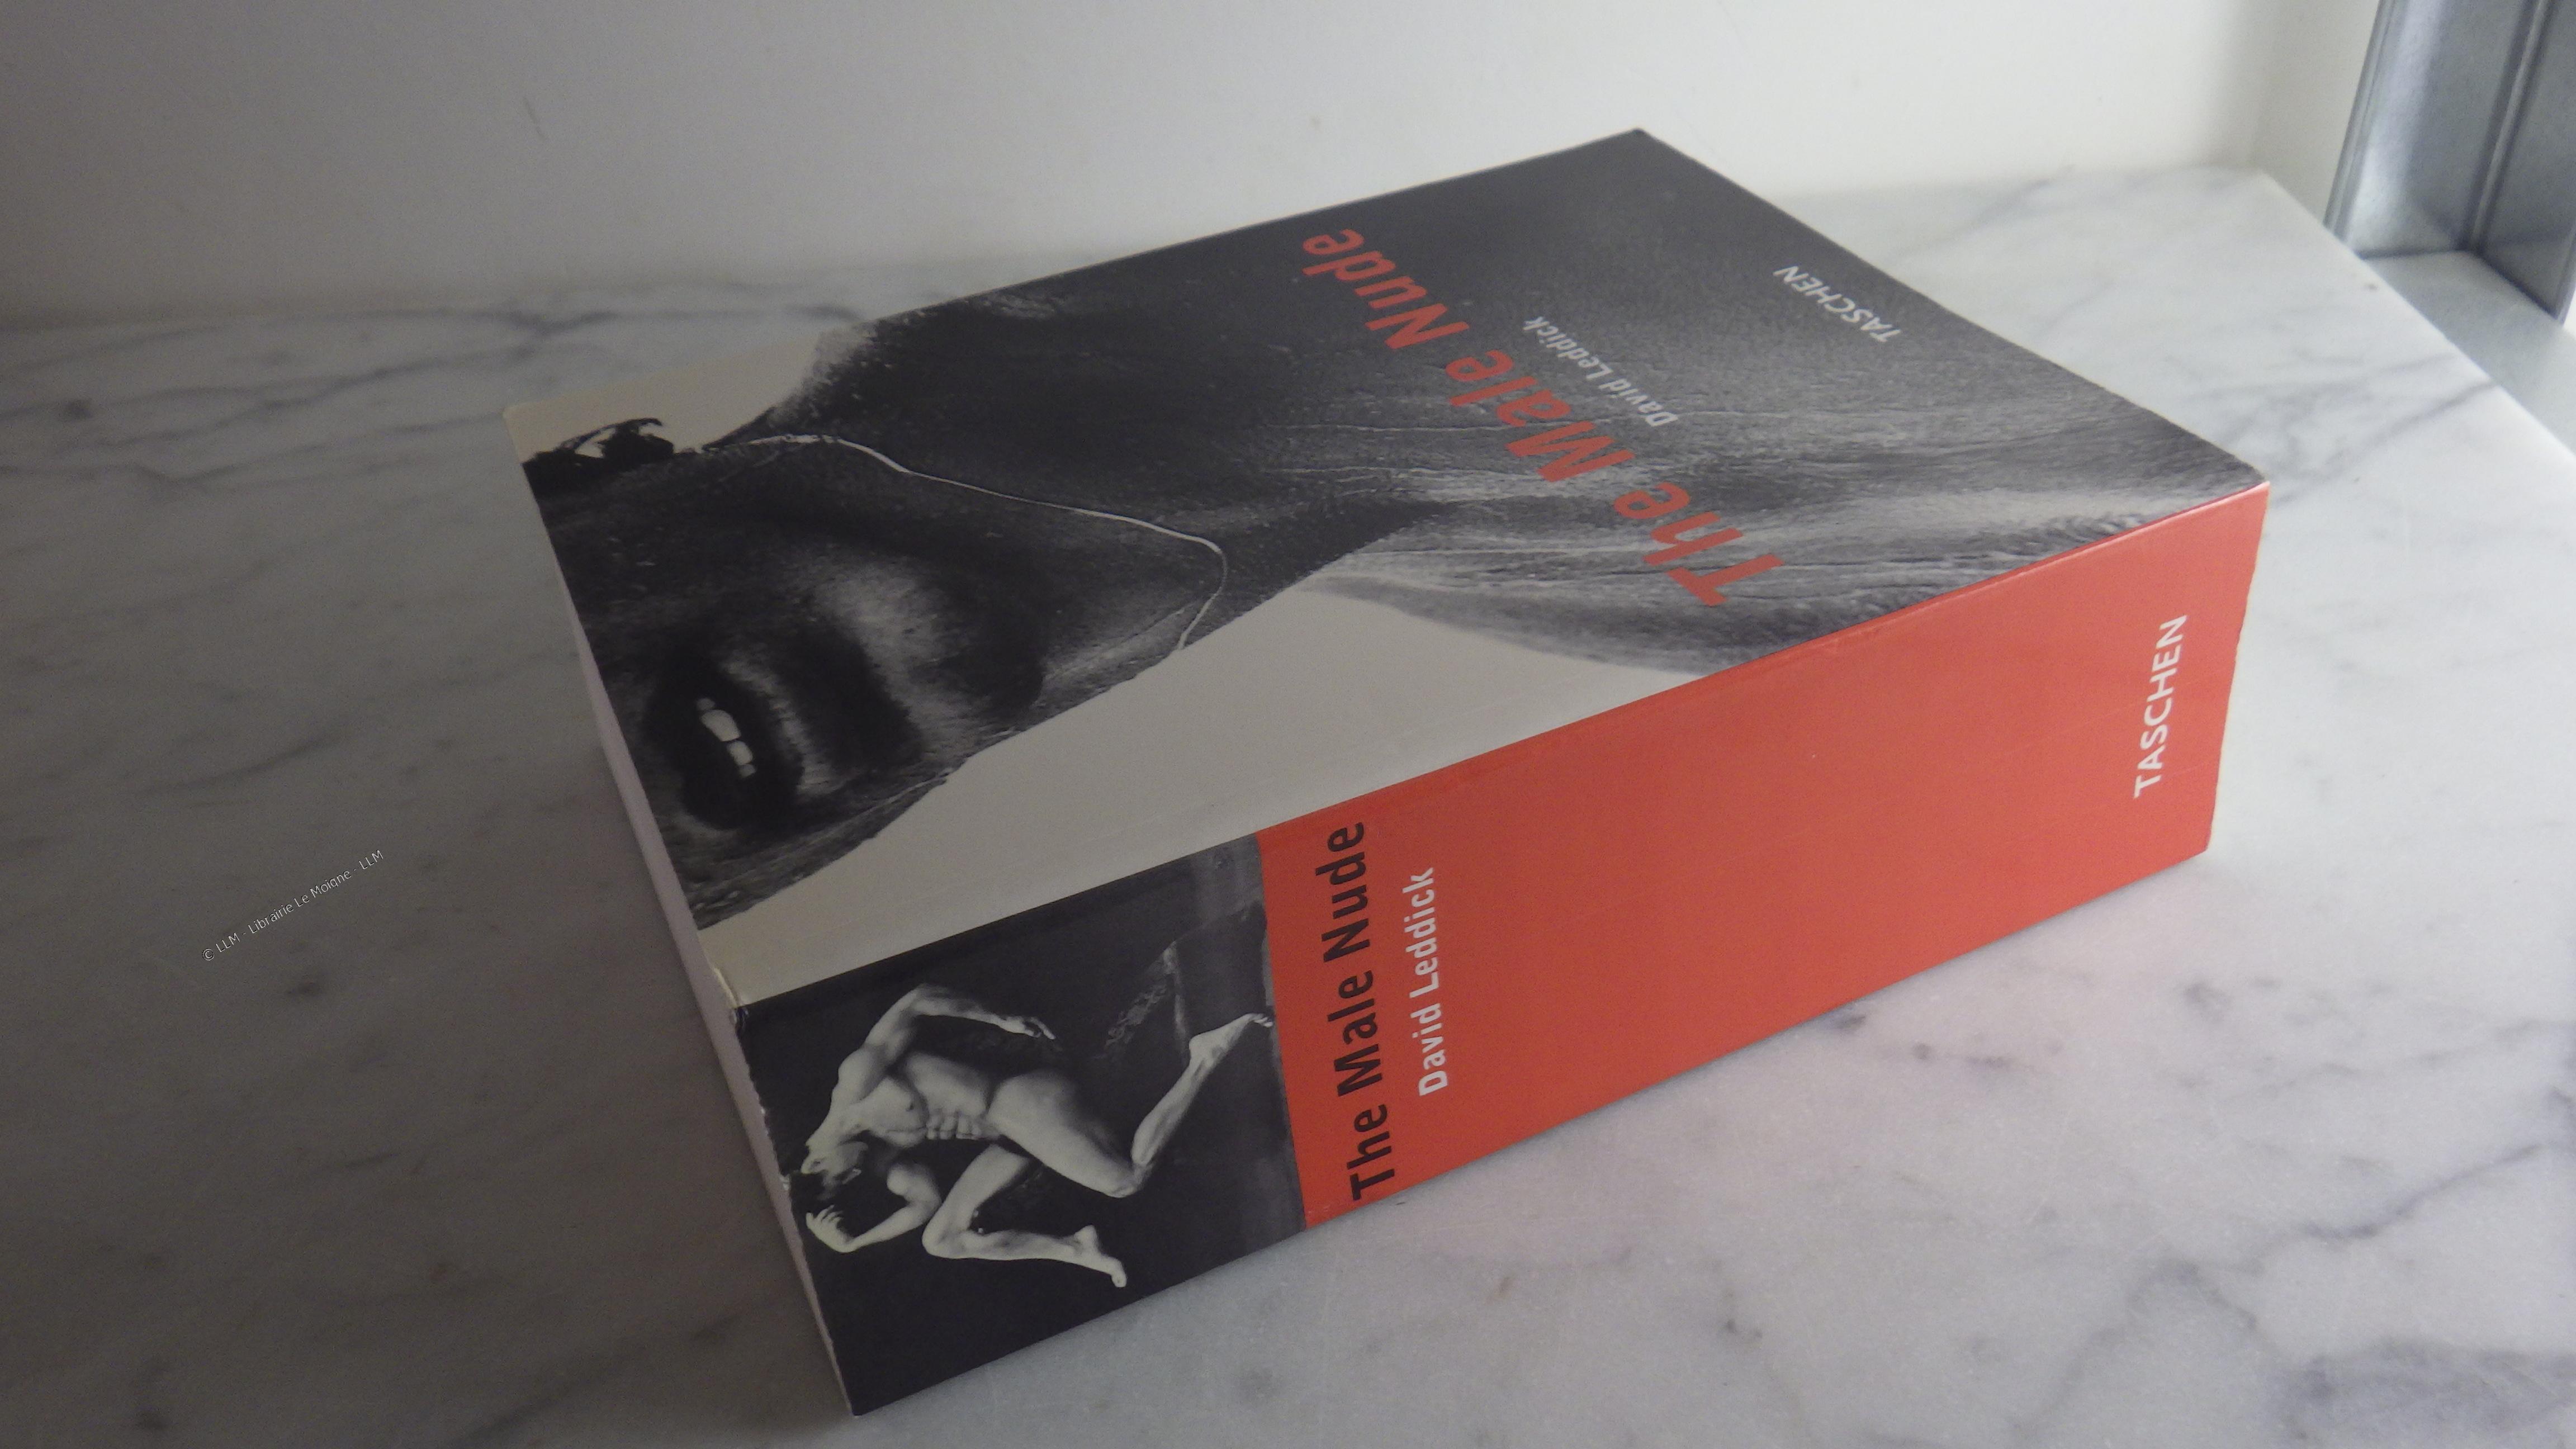 The Male Nude
David Leddick
TASCHEN
The Male Nude
David Leddick
TASCHEN
© LLM - Librairie Le Moigne - LLM